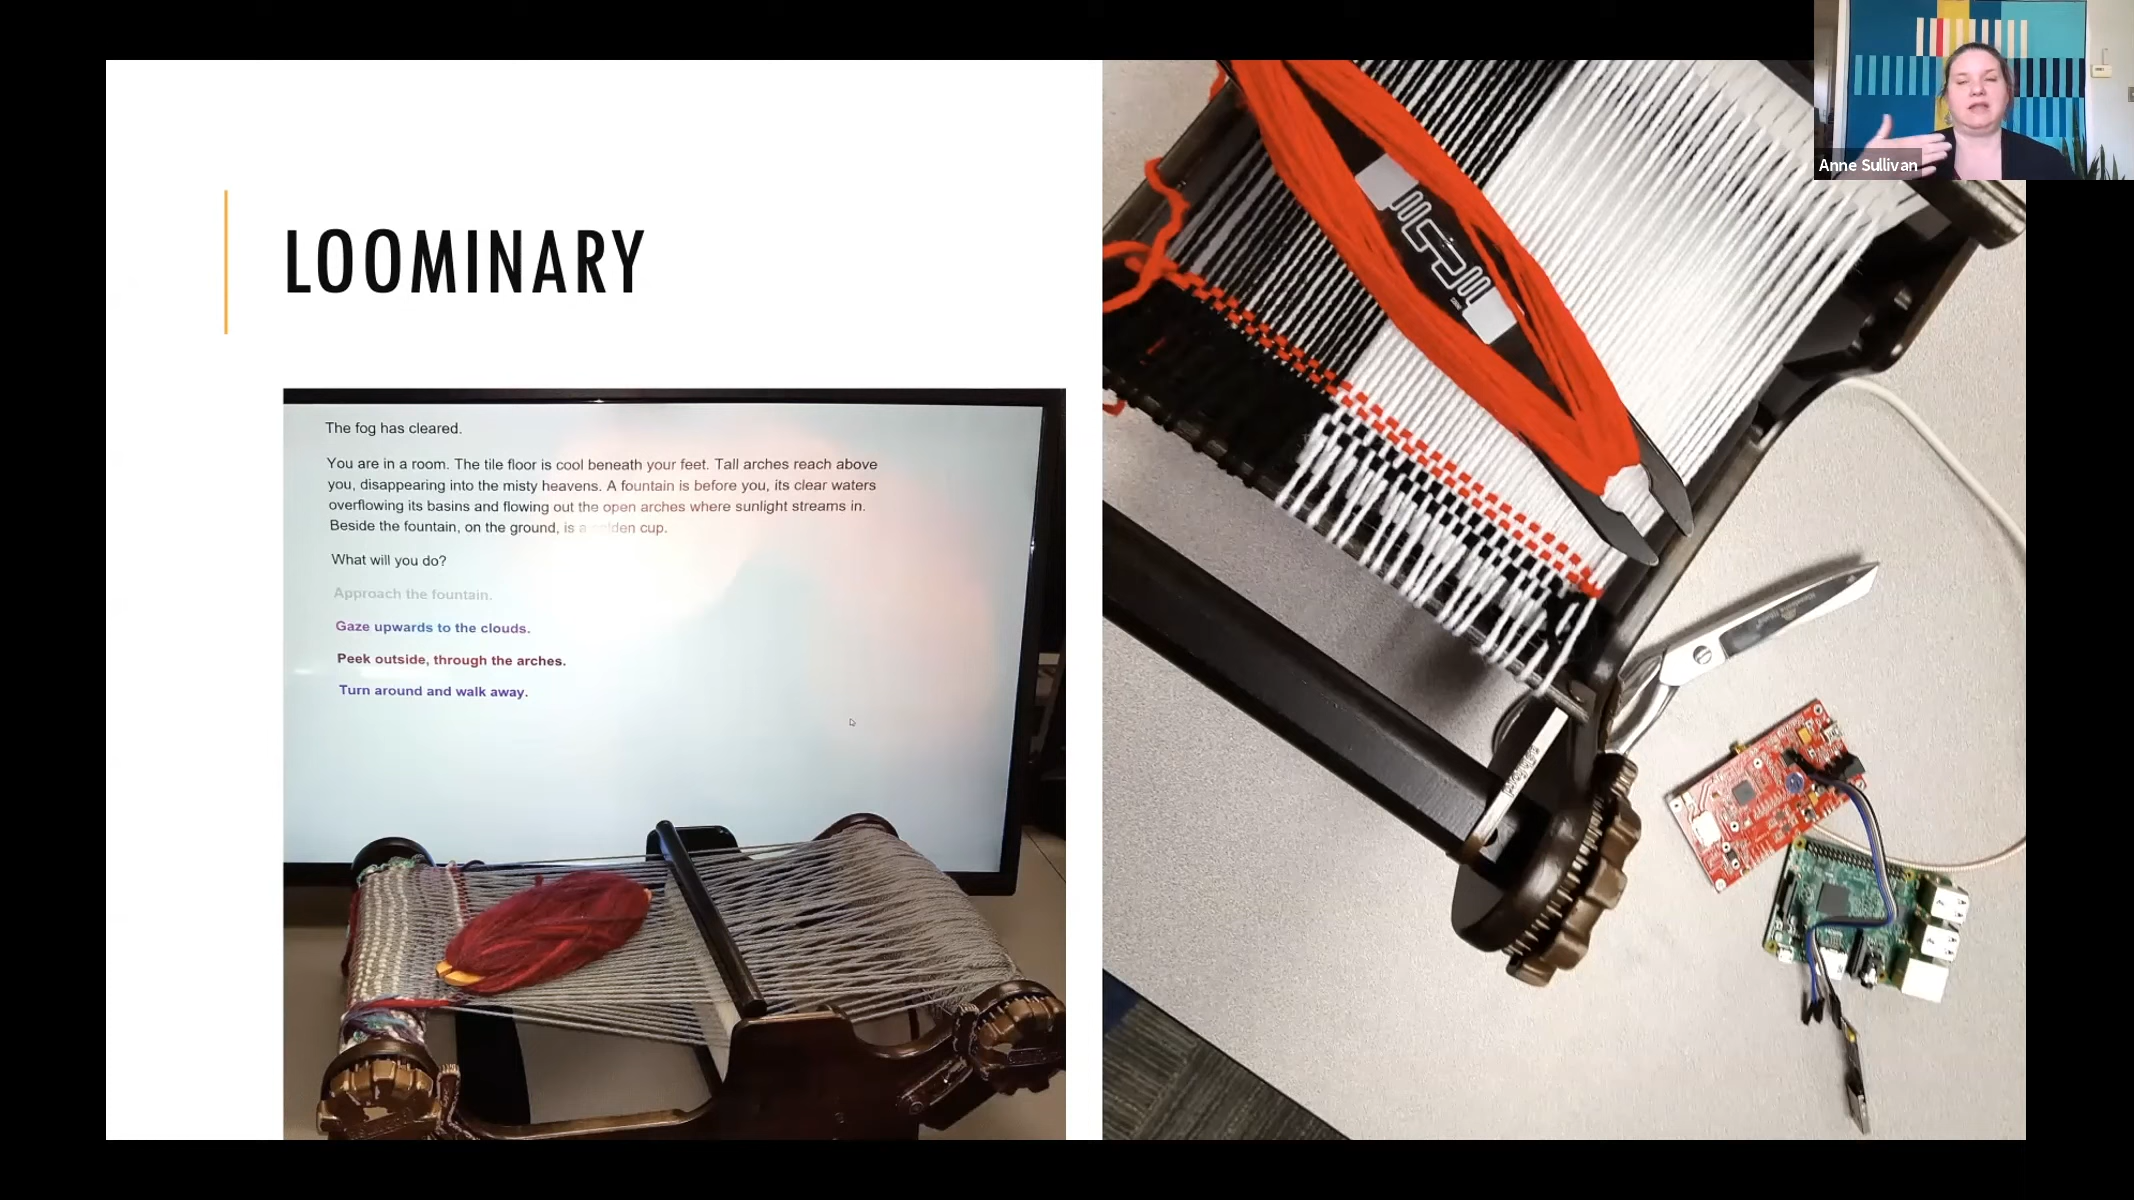 Anne Sullivan
LOOMINARY
The fog has cleared.
You are in a room. The tile floor is cool beneath your feet. Tall arches reach above
you, disappearing into the misty heavens. A fountain is before you, its clear waters
overflowing its basins and flowing out the open arches where sunlight streams in.
Beside the fountain, on the ground, is a golden cup.
What will you do?
Approach the fountain.
Gaze upwards to the clouds.
Peek outside, through the arches.
Turn around and walk away.